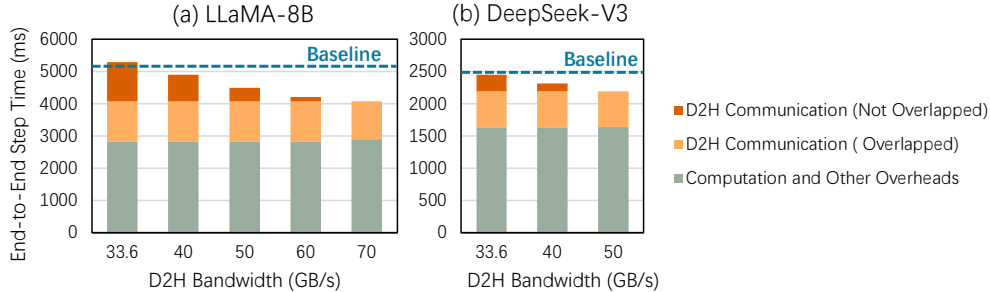 (a) LLaMA-8B
End-to-End Step Time (ms)
6000
5000
4000
3000
2000
1000
0
Baseline
33.6 40 50 60 70
D2H Bandwidth (GB/s)
(b) DeepSeek-V3
3000
2500
2000
1500
1000
500
0
Baseline
33.6 40 50
D2H Bandwidth (GB/s)
D2H Communication (Not Overlapped)
D2H Communication ( Overlapped)
Computation and Other Overheads